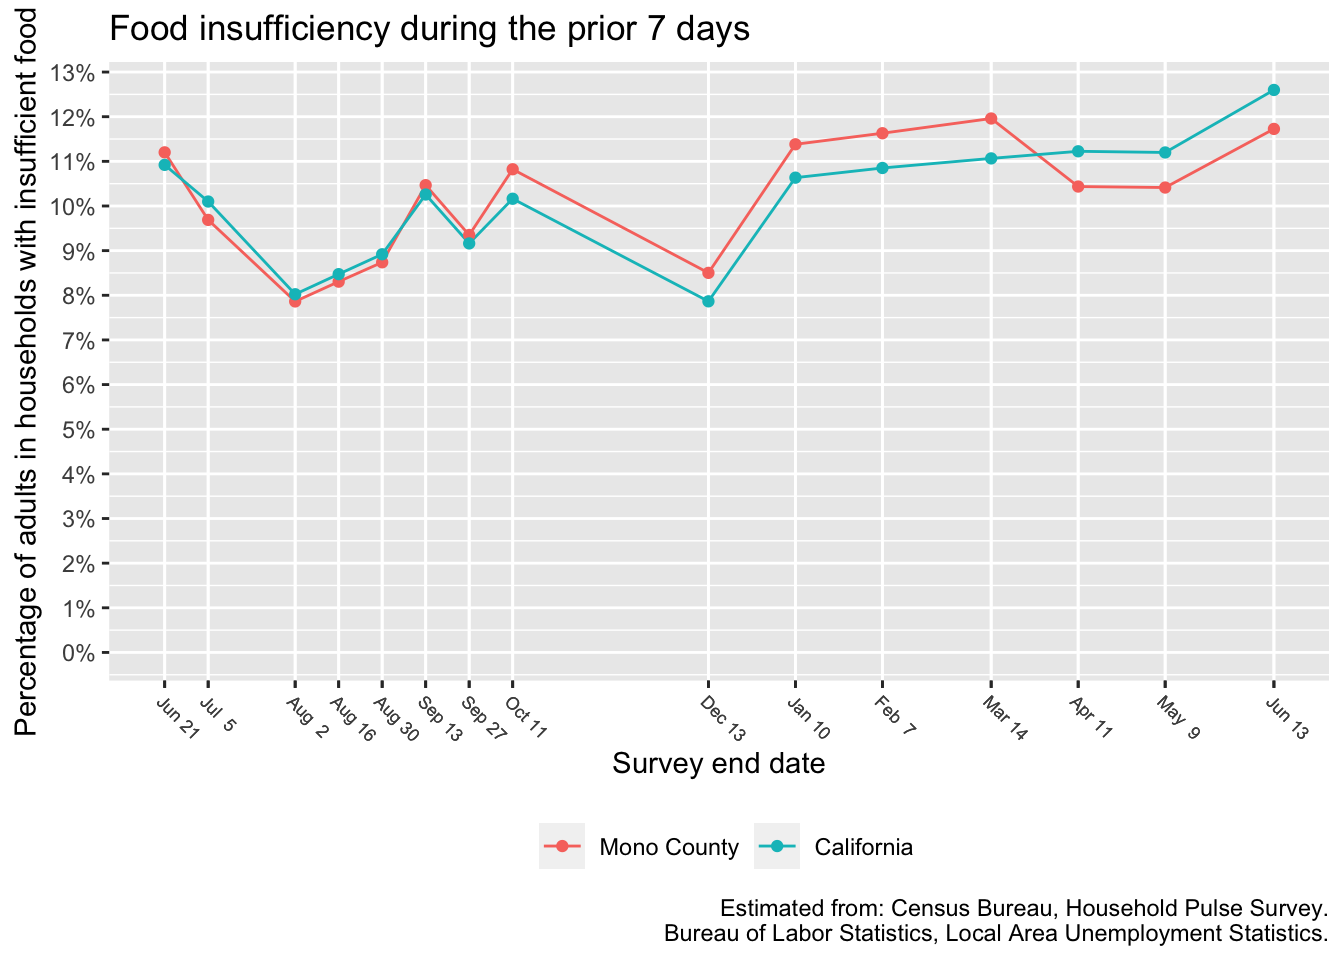 Food insufficiency during the prior 7 days
Percentage of adults in households with insufficient food
13%
12%
11%
10%
9%
8%
7%
6%
5%
4%
3%
2%
1%
0%
Jun 21
Jul 5
Aug 2
Aug 16
Aug 30
Sep 13
Sep 27
Oct 11
Dec 13
Jan 10
Feb 7
Mar 14
Apr 11
May 9
Jun 13
Survey end date
Mono County
California
Estimated from: Census Bureau, Household Pulse Survey.
Bureau of Labor Statistics, Local Area Unemployment Statistics.